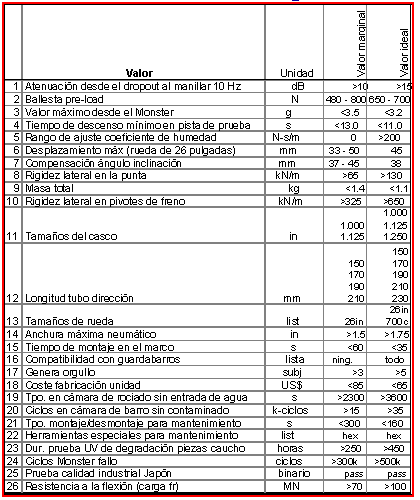 Valor Unidad Valor marginal Valor ideal
1 Atenuación desde el dropout al manillar 10 Hz dB >10 >15
2 Ballesta pre-load N 480 - 800 650 - 700
3 Valor máximo desde el Monster g <3.5 <3.2
4 Tiempo de descenso mínimo en pista de prueba s <13.0 <11.0
5 Rango de ajuste coeficiente de humedad N-s/m 0 >200
6 Desplazamiento máx (rueda de 26 pulgadas) mm 33 - 50 45
7 Compensación ángulo inclinación mm 37 - 45 38
8 Rigidez lateral en la punta kN/m >65 >130
9 Masa total kg <1.4 <1.1
10 Rigidez lateral en pivotes de freno kN/m >325 >650
1.000
1.000 1.125
11 Tamaños del casco in 1.125 1.250
150
150 170
170 190
190 210
12 Longitud tubo dirección mm 210 230
26in
13 Tamaños de rueda list 26in 700c
14 Anchura máxima neumático in >1.5 >1.75
15 Tiempo de montaje en el marco s <60 <35
16 Compatibilidad con guardabarros lista ning. todo
17 Genera orgullo subj >3 >5
18 Coste fabricación unidad US$ <85 <65
19 Tpo. en cámara de rociado sin entrada de agua s >2300 >3600
20 Ciclos en cámara de barro sin contaminado k-ciclos >15 >35
21 Tpo. montaje/desmonte para mantenimiento s <300 <160
22 Herramientas especiales para mantenimiento list hex hex
23 Dur. prueba UV de degradación piezas caucho horas >250 >450
24 Ciclos Monster fallo ciclos >300k >500k
25 Prueba calidad industrial Japón binario pass pass
26 Resistencia a la flexión (carga fr) MN >70 >100